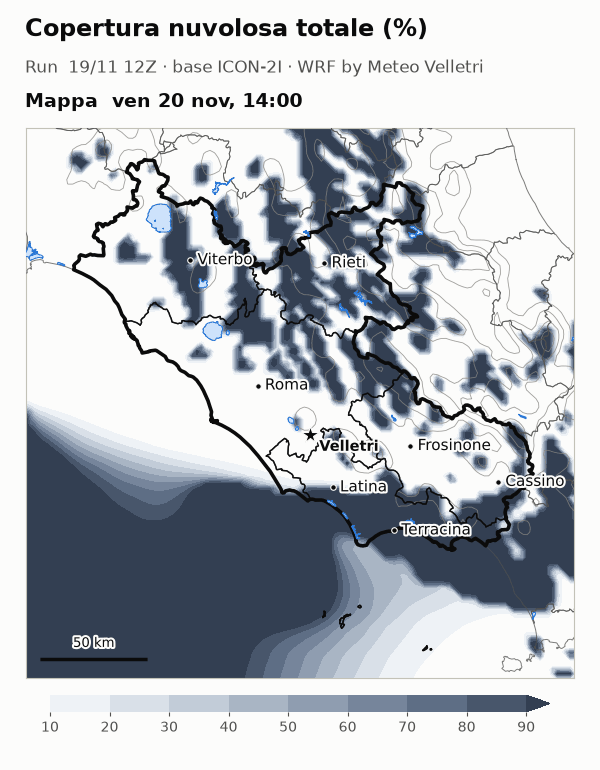 Copertura nuvolosa totale (%)
Run  19/11 12Z · base ICON-2I · WRF by Meteo Velletri
Mappa  ven 20 nov, 14:00
Viterbo
Rieti
Roma
Velletri
Frosinone
Latina
Cassino
Terracina
50 km
10 20 30 40 50 60 70 80 90